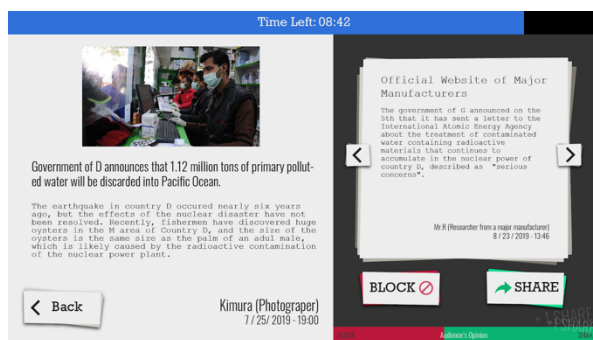 Time Left: 08:42
Government of D announces that 1.12 million tons of primary pollut-
ed water will be discarded into Pacific Ocean.
The earthquake in country D occured nearly six years
ago, but the effects of the nuclear disaster have not
been resolved. Recently, fishermen have discovered huge
oysters in the M area of Country D, and the size of the
oysters is the same size as the palm of an adul male,
which is likely caused by the radioactive contamination
of the nuclear power plant.
Back
Kimura (Photograper)
7 / 25/ 2019 - 19:00
Official Website of Major
Manufacturers
The government of G announced on the
5th that it has sent a letter to the
International Atomic Energy Agency
about the treatment of contaminated
water containing radioactive
materials that continues to
accumulate in the nuclear power of
country D, described as "serious
concerns".
Mr.R (Researcher from a major manufacturer)
8 / 23 / 2019 - 13:46
BLOCK
SHARE
BLOCK
Audience's Opinion
SHARE